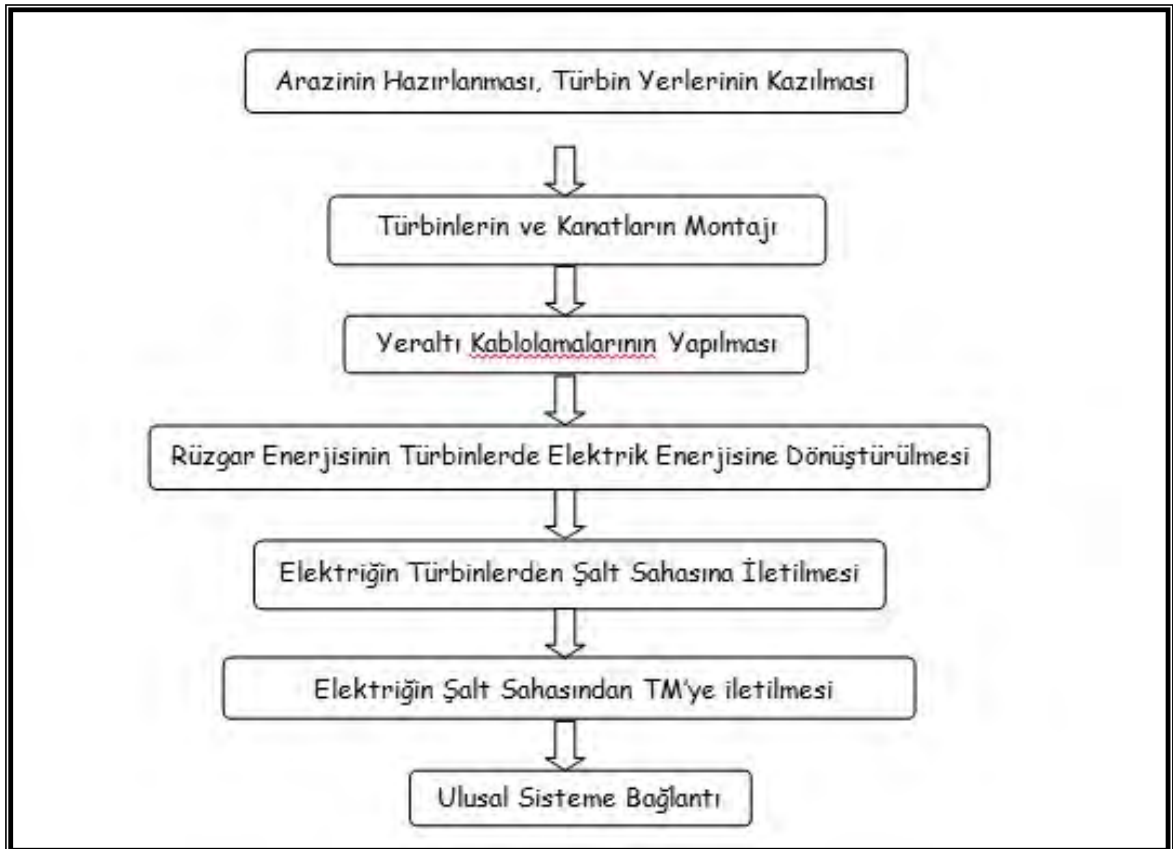 Arazinin Hazırlanması, Türbin Yerlerinin Kazılması
Türbinlerin ve Kanatların Montajı
Yeraltı Kablolamalarının Yapılması
Rüzgar Enerjisinin Türbinlerde Elektrik Enerjisine Dönüştürülmesi
Elektriğin Türbinlerden Şalt Sahasına İletilmesi
Elektriğin Şalt Sahasından TM'ye iletilmesi
Ulusal Sisteme Bağlantı